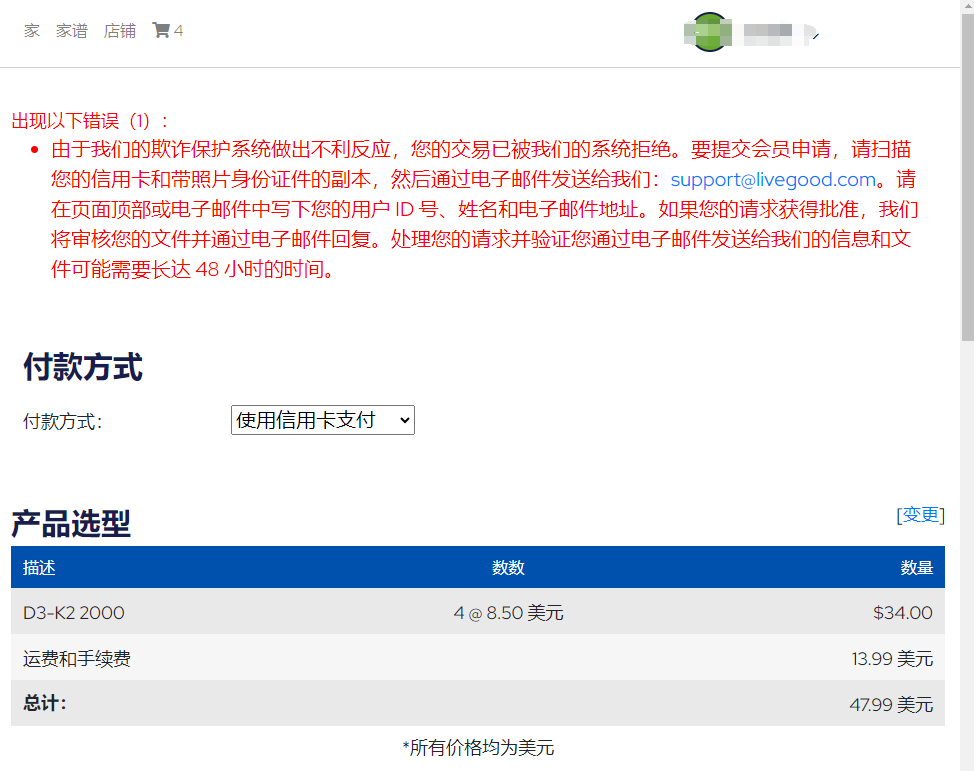 家 家谱 店铺 4
出现以下错误（1）：
由于我们的欺诈保护系统做出不利反应，您的交易已被我们的系统拒绝。要提交会员申请，请扫描
您的信用卡和带照片身份证件的副本，然后通过电子邮件发送给我们：support@livegood.com。请
在页面顶部或电子邮件中写下您的用户 ID 号、姓名和电子邮件地址。如果您的请求获得批准，我们
将审核您的文件并通过电子邮件回复。处理您的请求并验证您通过电子邮件发送给我们的信息和文
件可能需要长达 48 小时的时间。
付款方式
付款方式：
使用信用卡支付
产品选型
[变更]
描述 数数 数量
D3-K2 2000 4 @ 8.50 美元 $34.00
运费和手续费 13.99 美元
总计： 47.99 美元
*所有价格均为美元